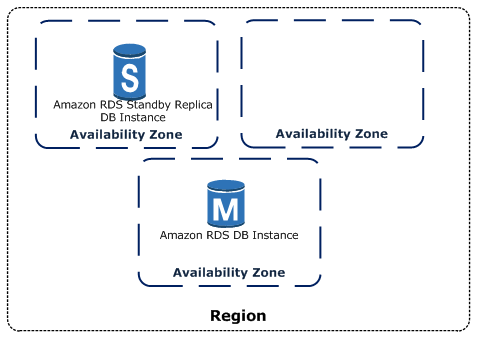 S
Amazon RDS Standby Replica
DB Instance
Availability Zone
Availability Zone
M
Amazon RDS DB Instance
Availability Zone
Region